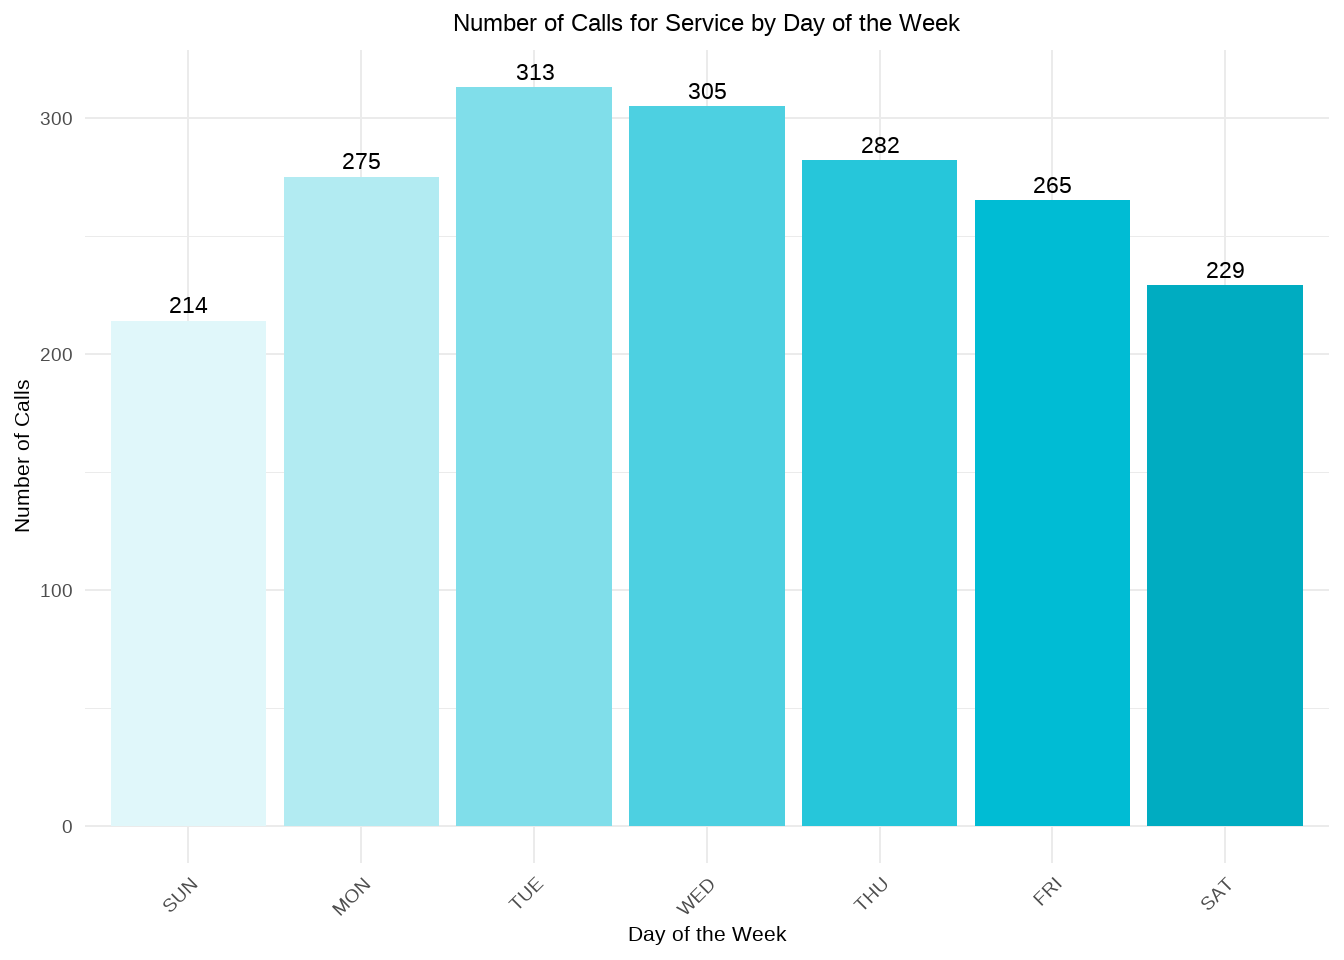 Number of Calls for Service by Day of the Week
Number of Calls
300
200
100
0
214
275
313
305
282
265
229
SUN
MON
TUE
WED
THU
FRI
SAT
Day of the Week